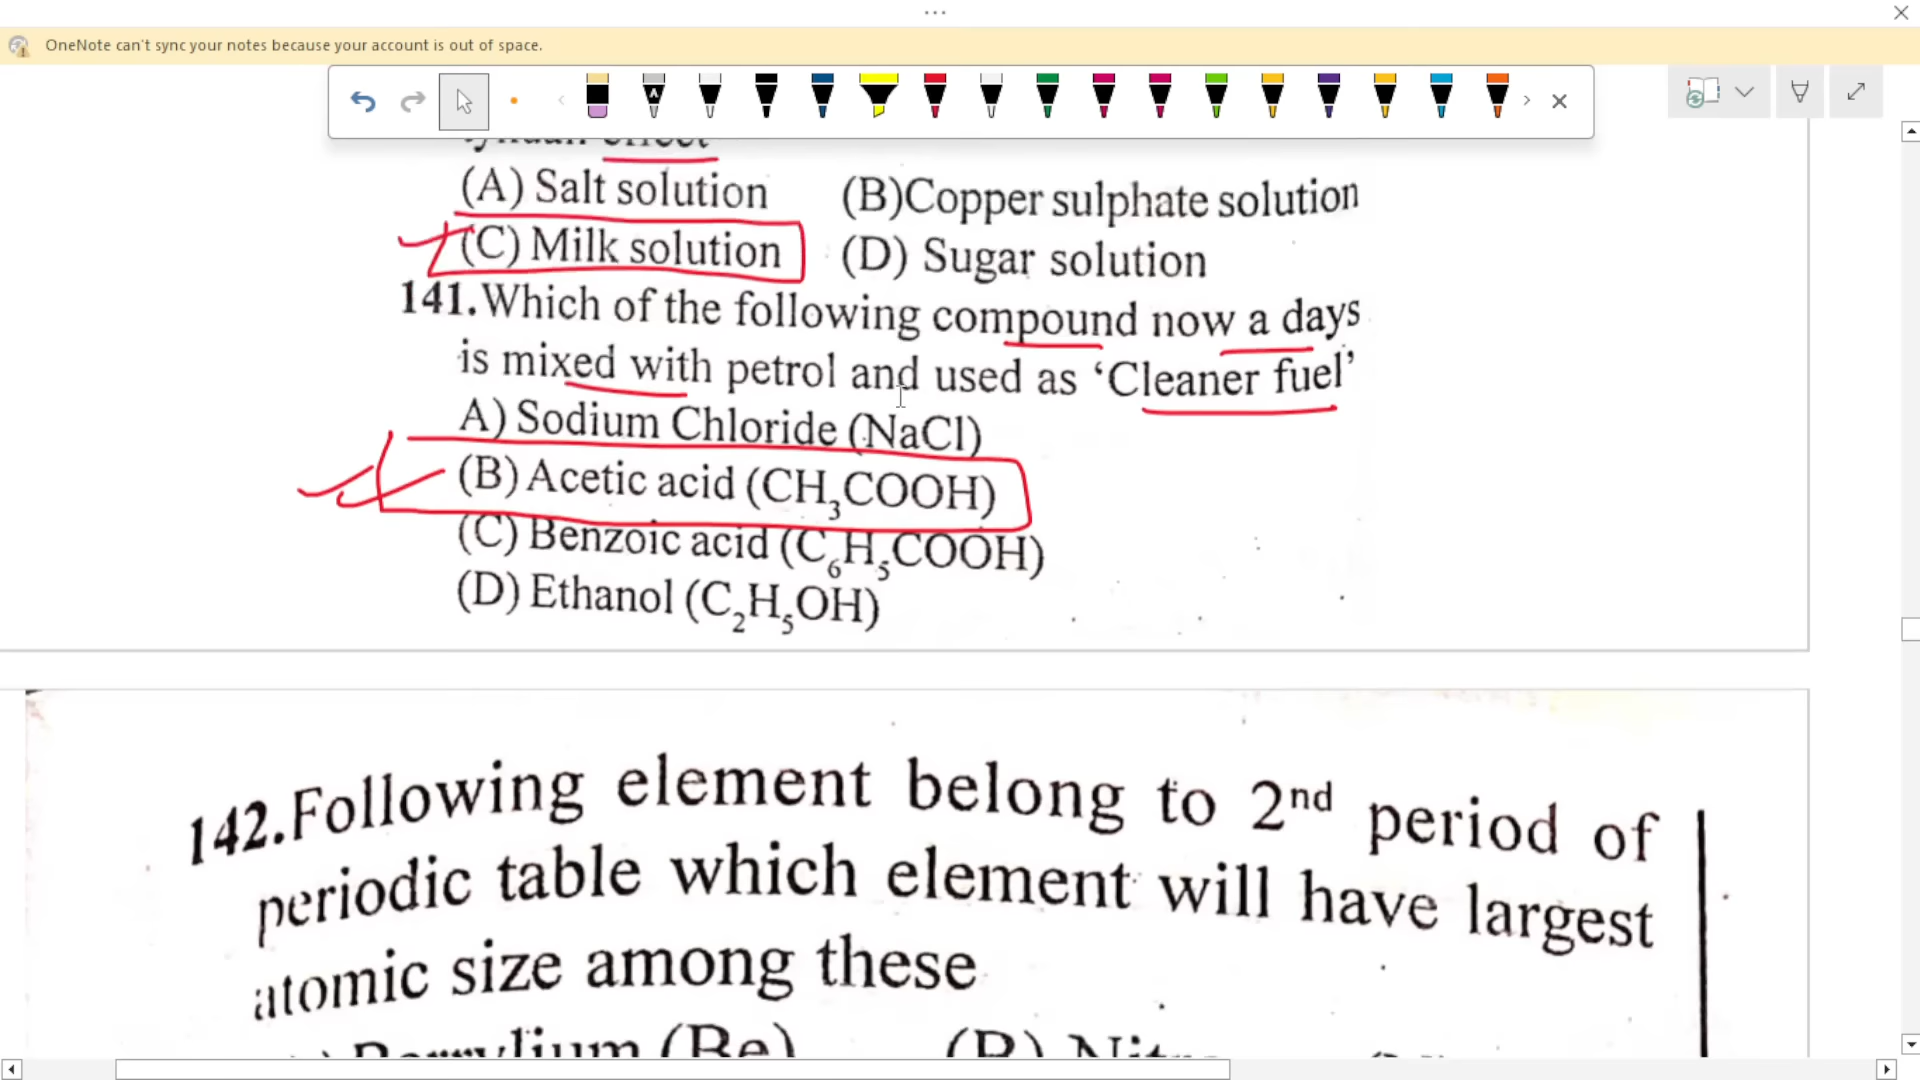 OneNote can't sync your notes because your account is out of space.
effect
(A) Salt solution (B)Copper sulphate solution
(C) Milk solution (D) Sugar solution
141.Which of the following compound now a days
is mixed with petrol and used as ‘Cleaner fuel’
A) Sodium Chloride (NaCl)
(B) Acetic acid (CH₃COOH)
(C) Benzoic acid (C₆H₅COOH)
(D) Ethanol (C₂H₅OH)
142.Following element belong to 2ⁿᵈ period of
periodic table which element will have largest
atomic size among these
(Be) (B)